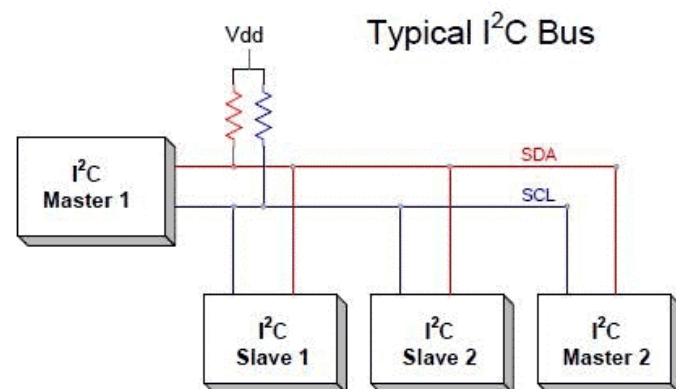 Typical I²C Bus
Vdd
I²C
Master 1
SDA
SCL
I²C
Slave 1
I²C
Slave 2
I²C
Master 2